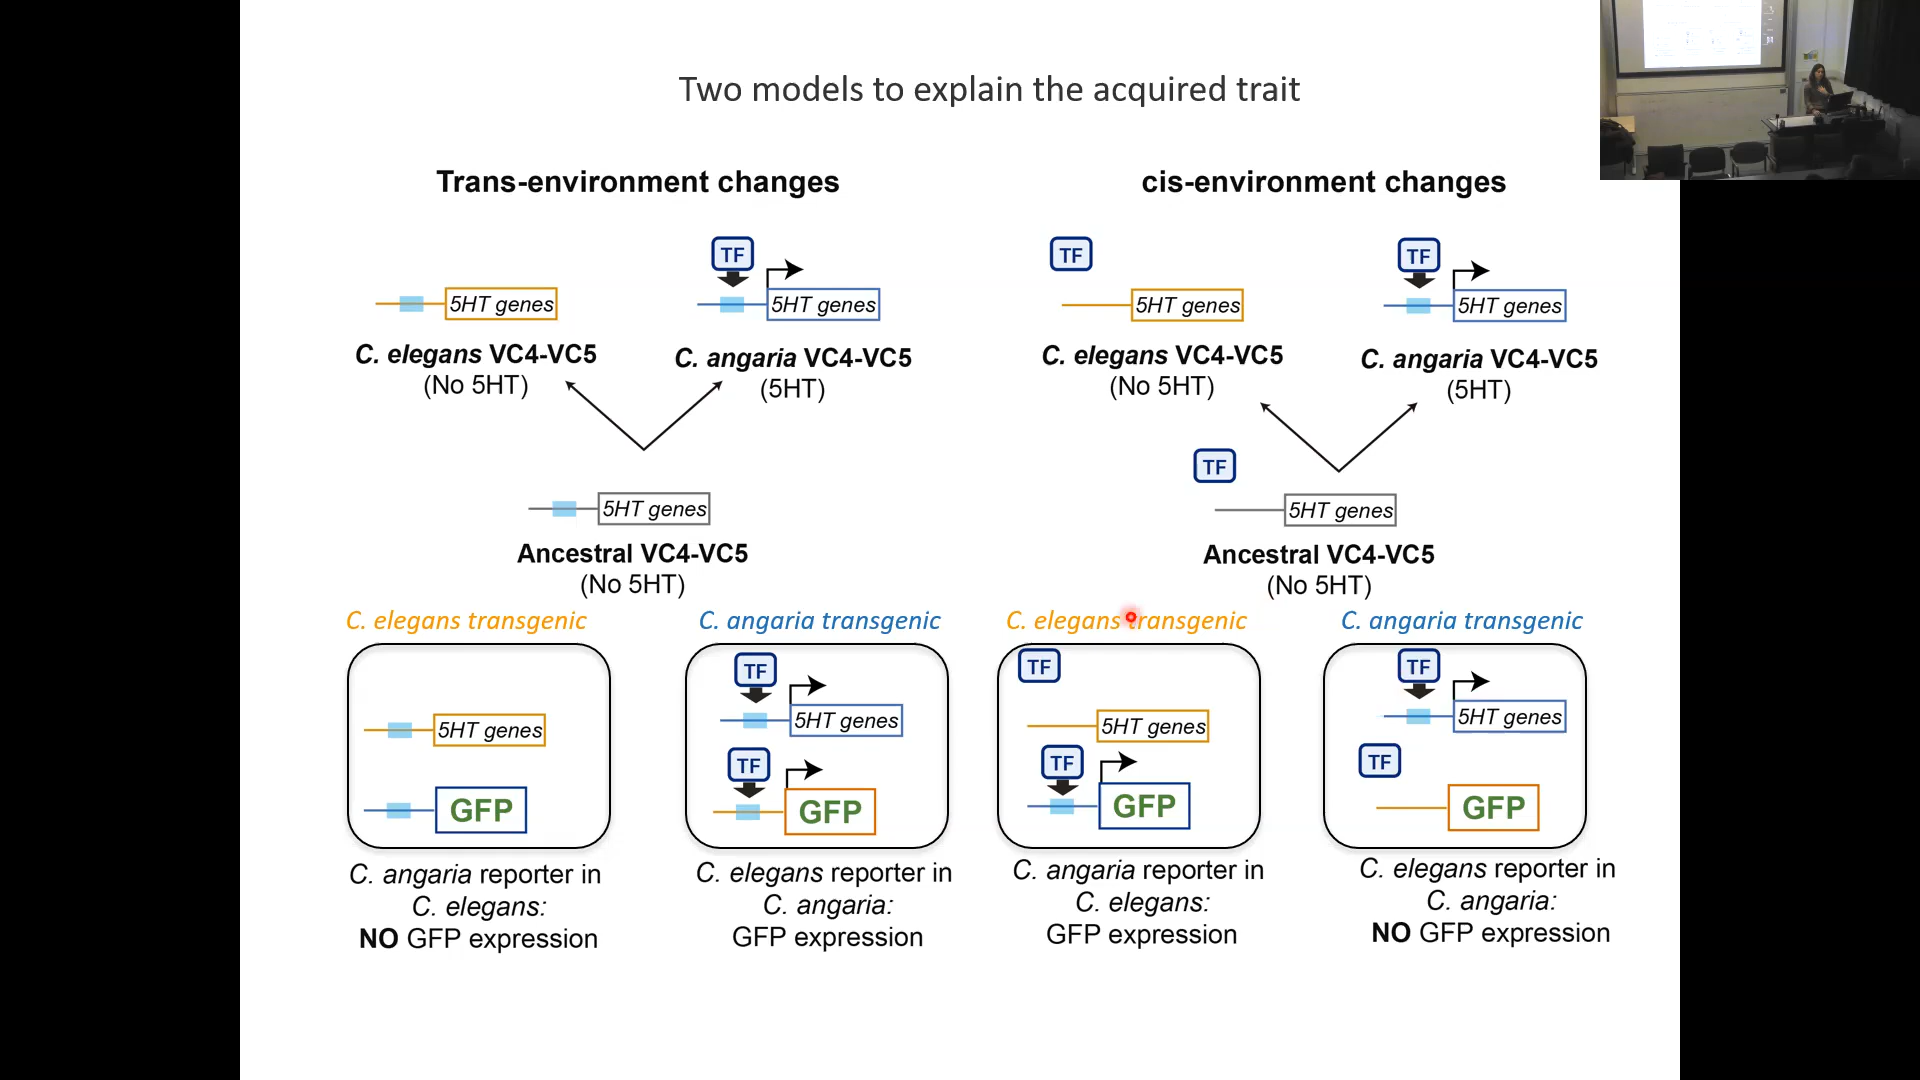 Two models to explain the acquired trait
Trans-environment changes
TF
5HT genes
5HT genes
C. elegans VC4-VC5
(No 5HT)
C. angaria VC4-VC5
(5HT)
5HT genes
Ancestral VC4-VC5
(No 5HT)
cis-environment changes
TF
TF
5HT genes
5HT genes
C. elegans VC4-VC5
(No 5HT)
C. angaria VC4-VC5
(5HT)
TF
5HT genes
Ancestral VC4-VC5
(No 5HT)
C. elegans transgenic
5HT genes
GFP
C. angaria reporter in
C. elegans:
NO GFP expression
C. angaria transgenic
TF
5HT genes
TF
GFP
C. elegans reporter in
C. angaria:
GFP expression
C. elegans transgenic
TF
5HT genes
TF
GFP
C. angaria reporter in
C. elegans:
GFP expression
C. angaria transgenic
TF
5HT genes
TF
GFP
C. elegans reporter in
C. angaria:
NO GFP expression